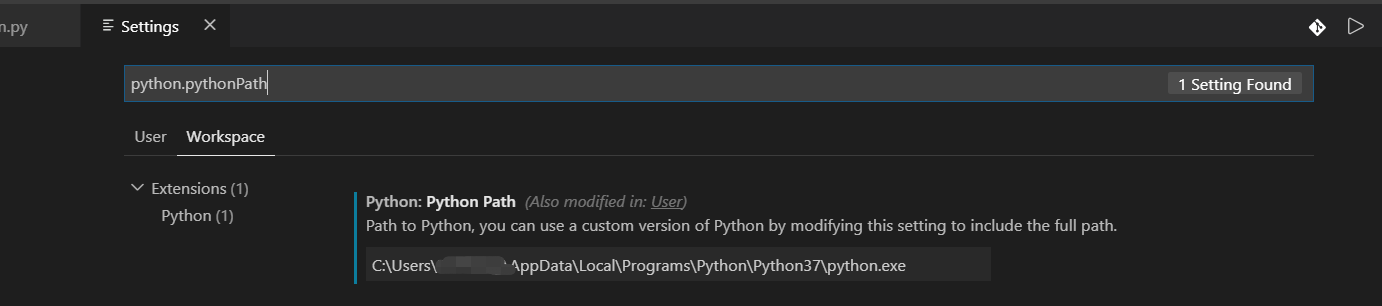 n.py
Settings
python.pythonPath
1 Setting Found
User
Workspace
Extensions (1)
Python (1)
Python: Python Path (Also modified in: User)
Path to Python, you can use a custom version of Python by modifying this setting to include the full path.
C:\Users\ \AppData\Local\Programs\Python\Python37\python.exe